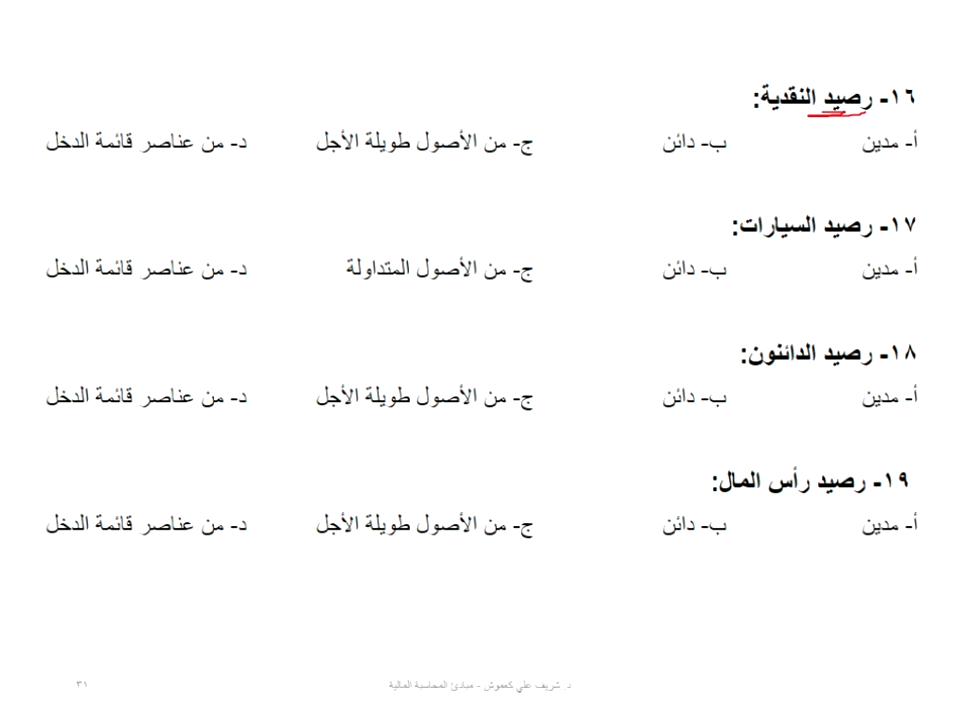 ١٦- رصيد النقدية:
أ- مدين ب- دائن ج- من الأصول طويلة الأجل د- من عناصر قائمة الدخل
١٧- رصيد السيارات:
أ- مدين ب- دائن ج- من الأصول المتداولة د- من عناصر قائمة الدخل
١٨- رصيد الدائنون:
أ- مدين ب- دائن ج- من الأصول طويلة الأجل د- من عناصر قائمة الدخل
١٩- رصيد رأس المال:
أ- مدين ب- دائن ج- من الأصول طويلة الأجل د- من عناصر قائمة الدخل
د. شريف علي كعموش - مبادئ المحاسبة المالية ٣١